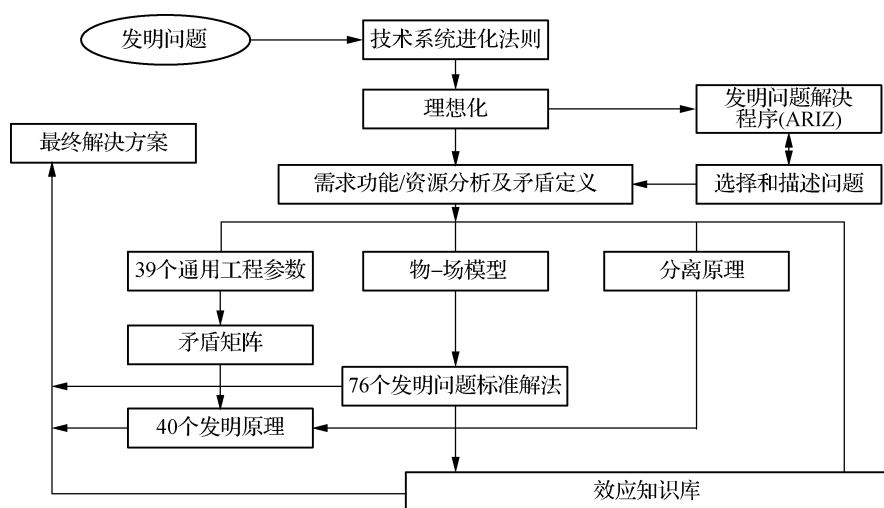 发明问题
技术系统进化法则
理想化
发明问题解决
程序(ARIZ)
最终解决方案
需求功能/资源分析及矛盾定义
选择和描述问题
39个通用工程参数
物–场模型
分离原理
矛盾矩阵
76个发明问题标准解法
40个发明原理
效应知识库